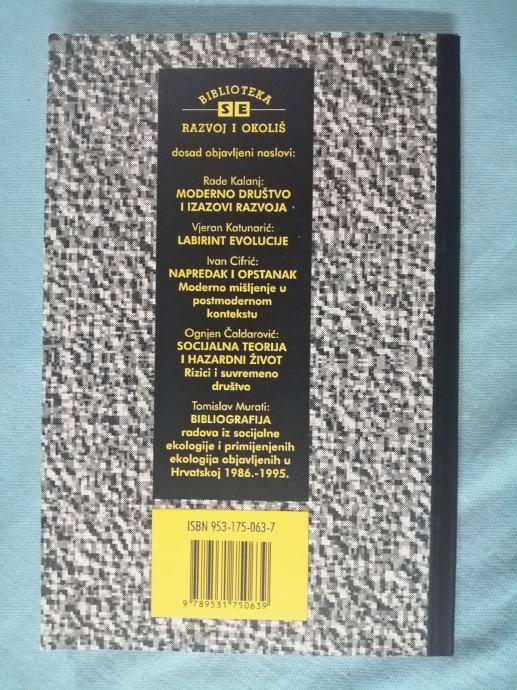 BIBLIOTEKA
SE
RAZVOJ I OKOLIŠ
dosad objavljeni naslovi:
Rade Kalanj:
MODERNO DRUŠTVO
I IZAZOVI RAZVOJA
Vjeran Katunarić:
LABIRINT EVOLUCIJE
Ivan Cifrić:
NAPREDAK I OPSTANAK
Moderno mišljenje u
postmodernom
kontekstu
Ognjen Čaldarović:
SOCIJALNA TEORIJA
I HAZARDNI ŽIVOT
Rizici i suvremeno
društvo
Tomislav Murati:
BIBLIOGRAFIJA
radova iz socijalne
ekologije i primijenjenih
ekologija objavljenih u
Hrvatskoj 1986.-1995.
ISBN 953-175-063-7
9 789531 750639